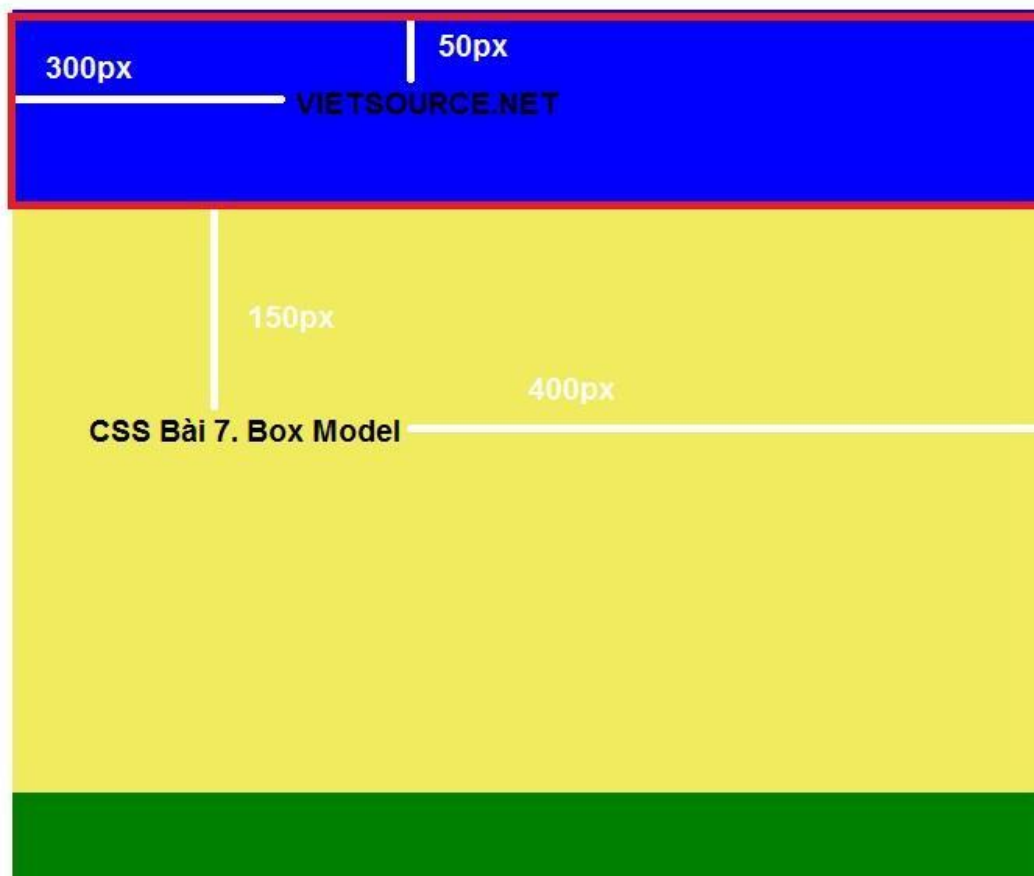 50px
300px
VIETSOURCE.NET
150px
400px
CSS Bài 7. Box Model